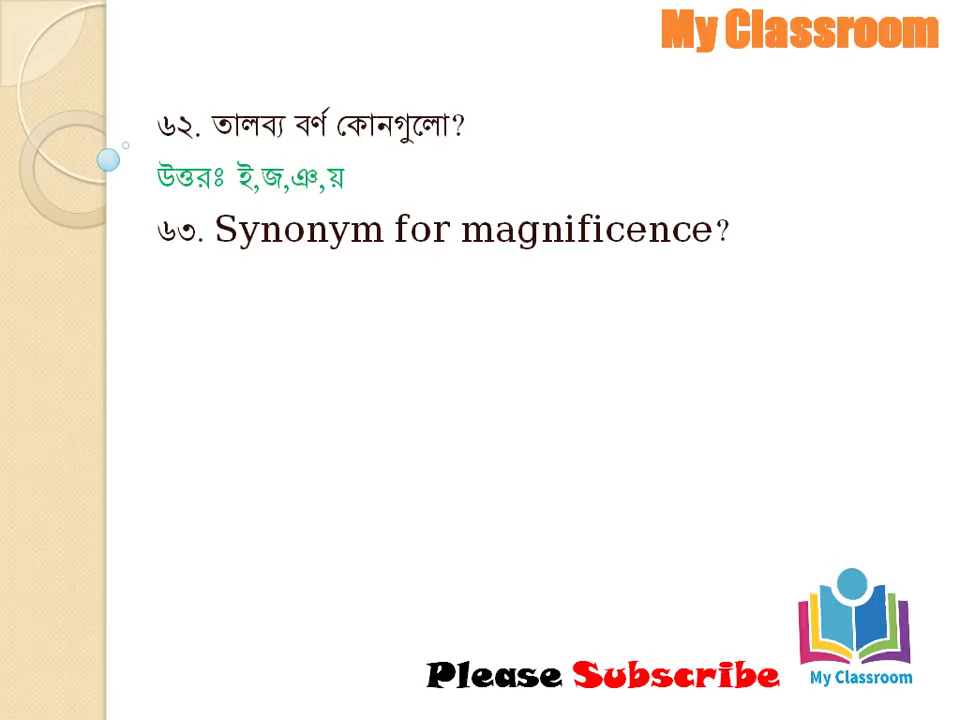 My Classroom
৬২. তালব্য বর্ণ কোনগুলো?
উত্তরঃ ই,জ,ঞ,য়
৬৩. Synonym for magnificence?
Please Subscribe
My Classroom